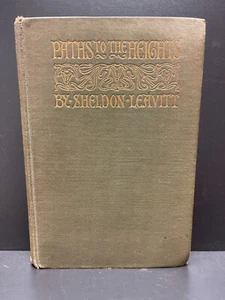 PATHS TO THE HEIGHTS
BY SHELDON LEAVITT